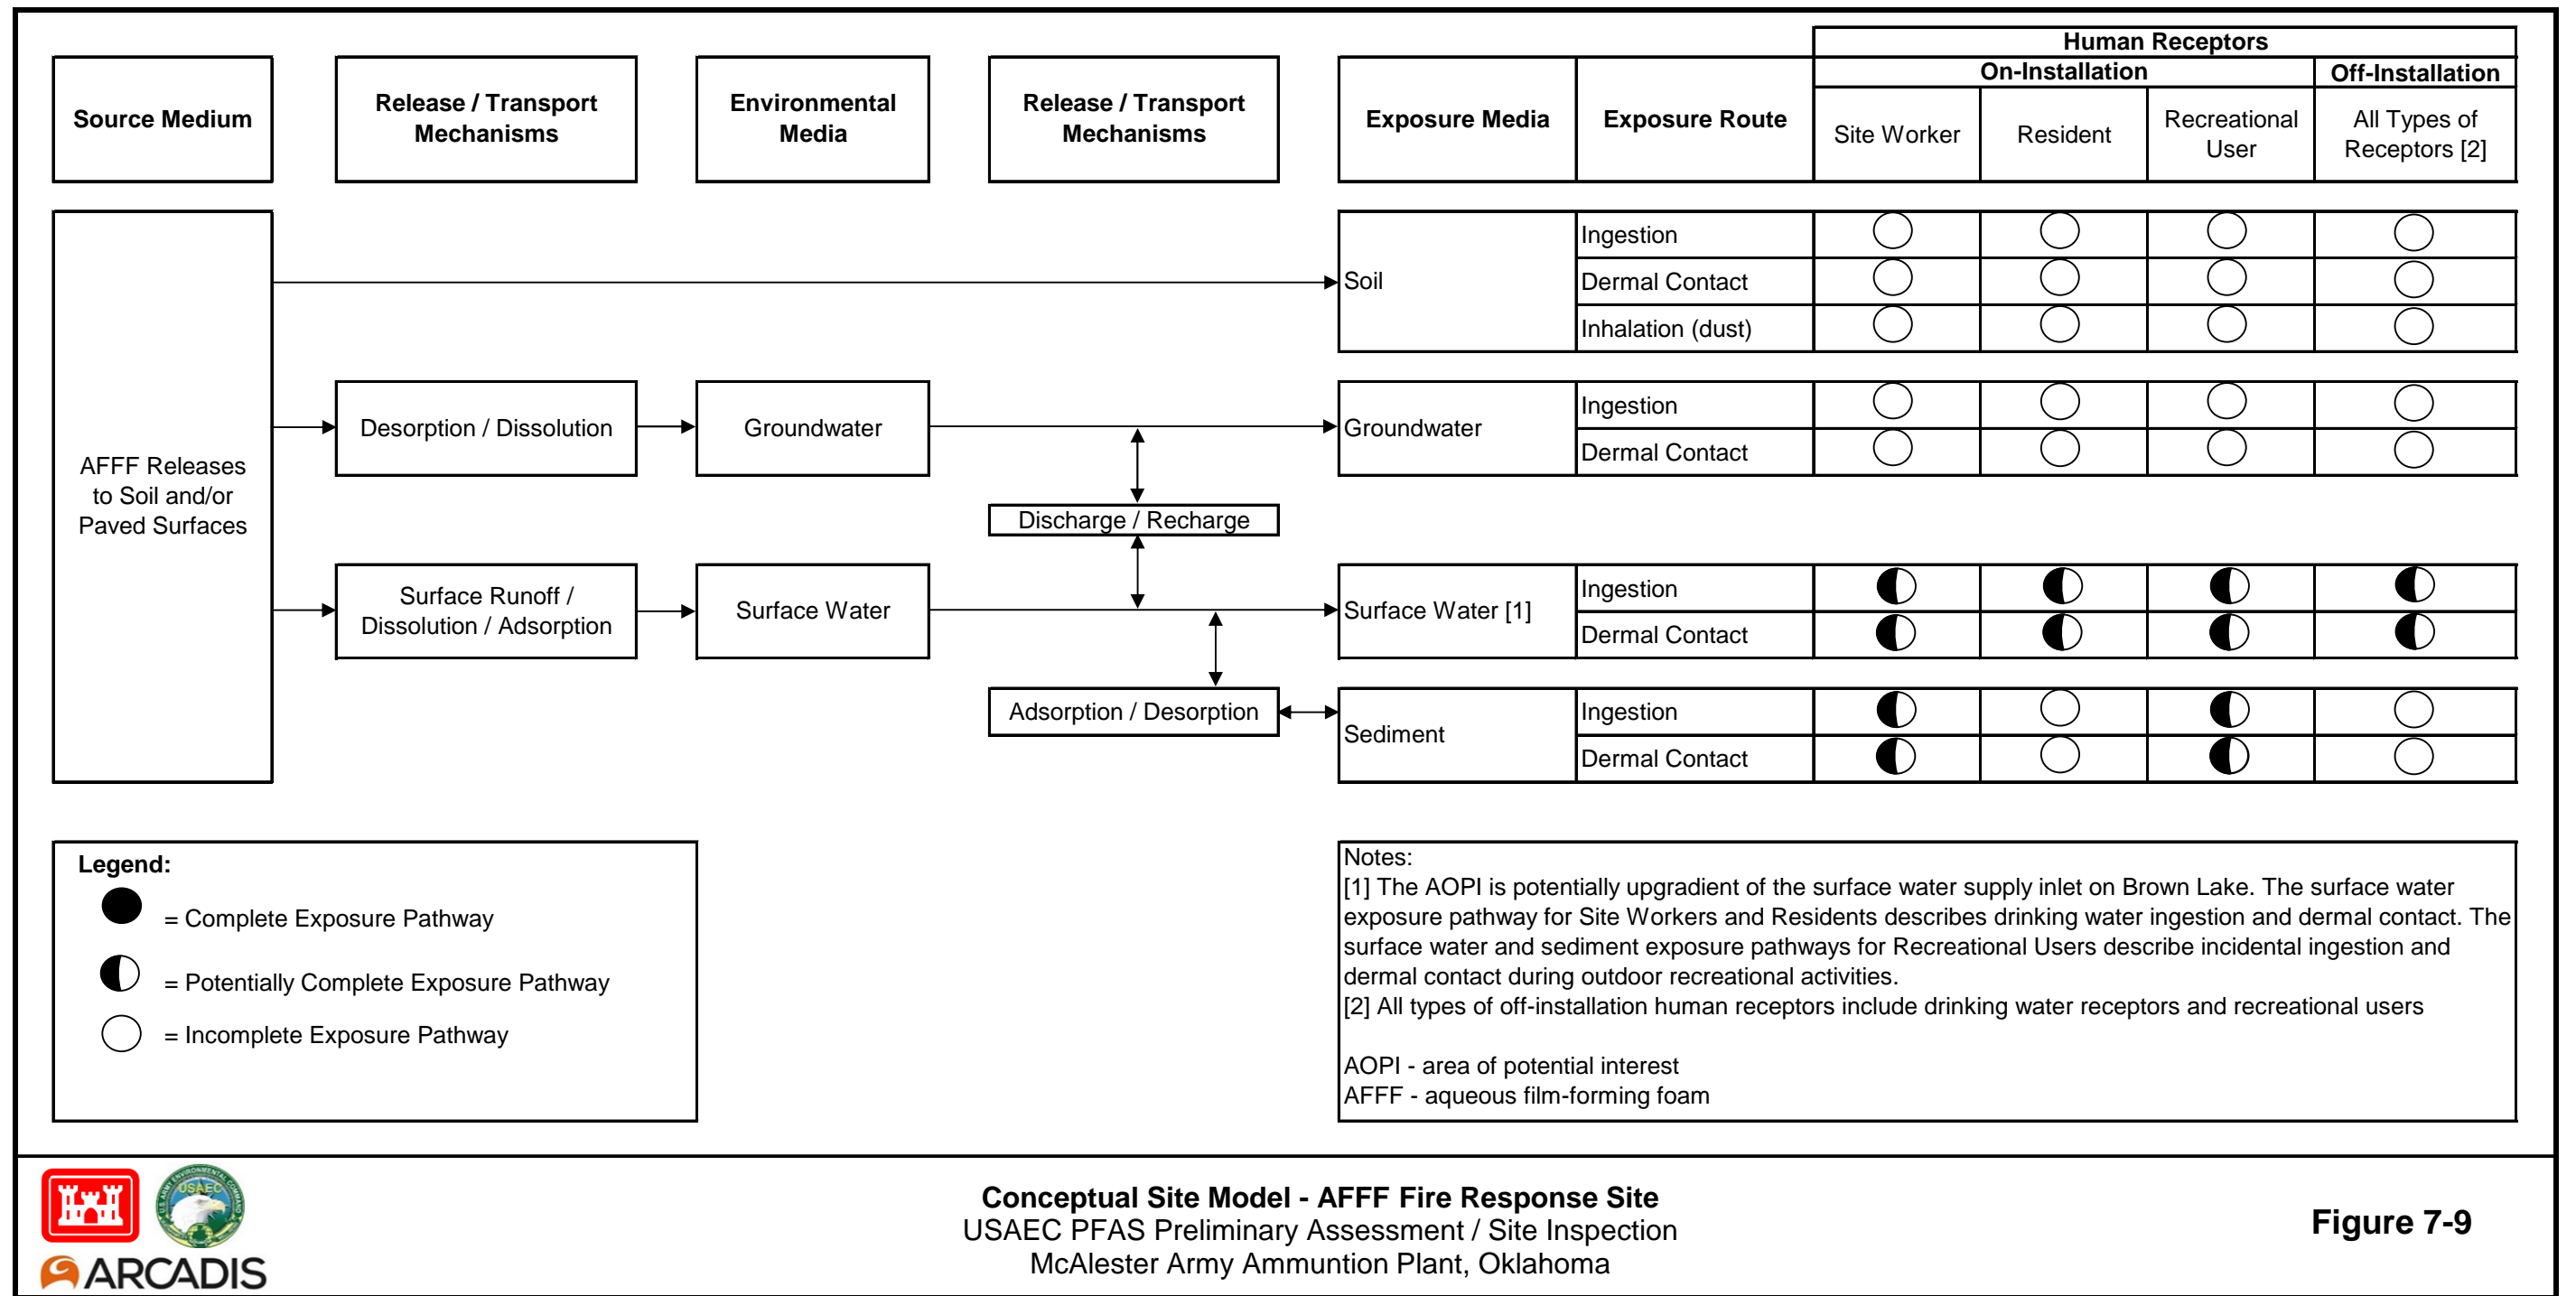 Human Receptors
On-Installation
Off-Installation
Source Medium
Release / Transport
Mechanisms
Environmental
Media
Release / Transport
Mechanisms
Exposure Media
Exposure Route
Site Worker
Resident
Recreational
User
All Types of
Receptors [2]
AFFF Releases
to Soil and/or
Paved Surfaces
Soil
Ingestion
Dermal Contact
Inhalation (dust)
Desorption / Dissolution
Groundwater
Groundwater
Ingestion
Dermal Contact
Discharge / Recharge
Surface Runoff /
Dissolution / Adsorption
Surface Water
Surface Water [1]
Ingestion
Dermal Contact
Adsorption / Desorption
Sediment
Ingestion
Dermal Contact
Legend:
= Complete Exposure Pathway
= Potentially Complete Exposure Pathway
= Incomplete Exposure Pathway
Notes:
[1] The AOPI is potentially upgradient of the surface water supply inlet on Brown Lake. The surface water
exposure pathway for Site Workers and Residents describes drinking water ingestion and dermal contact. The
surface water and sediment exposure pathways for Recreational Users describe incidental ingestion and
dermal contact during outdoor recreational activities.
[2] All types of off-installation human receptors include drinking water receptors and recreational users
AOPI - area of potential interest
AFFF - aqueous film-forming foam
U.S. ARMY ENVIRONMENTAL COMMAND
USAEC
ARCADIS
Conceptual Site Model - AFFF Fire Response Site
USAEC PFAS Preliminary Assessment / Site Inspection
McAlester Army Ammuntion Plant, Oklahoma
Figure 7-9